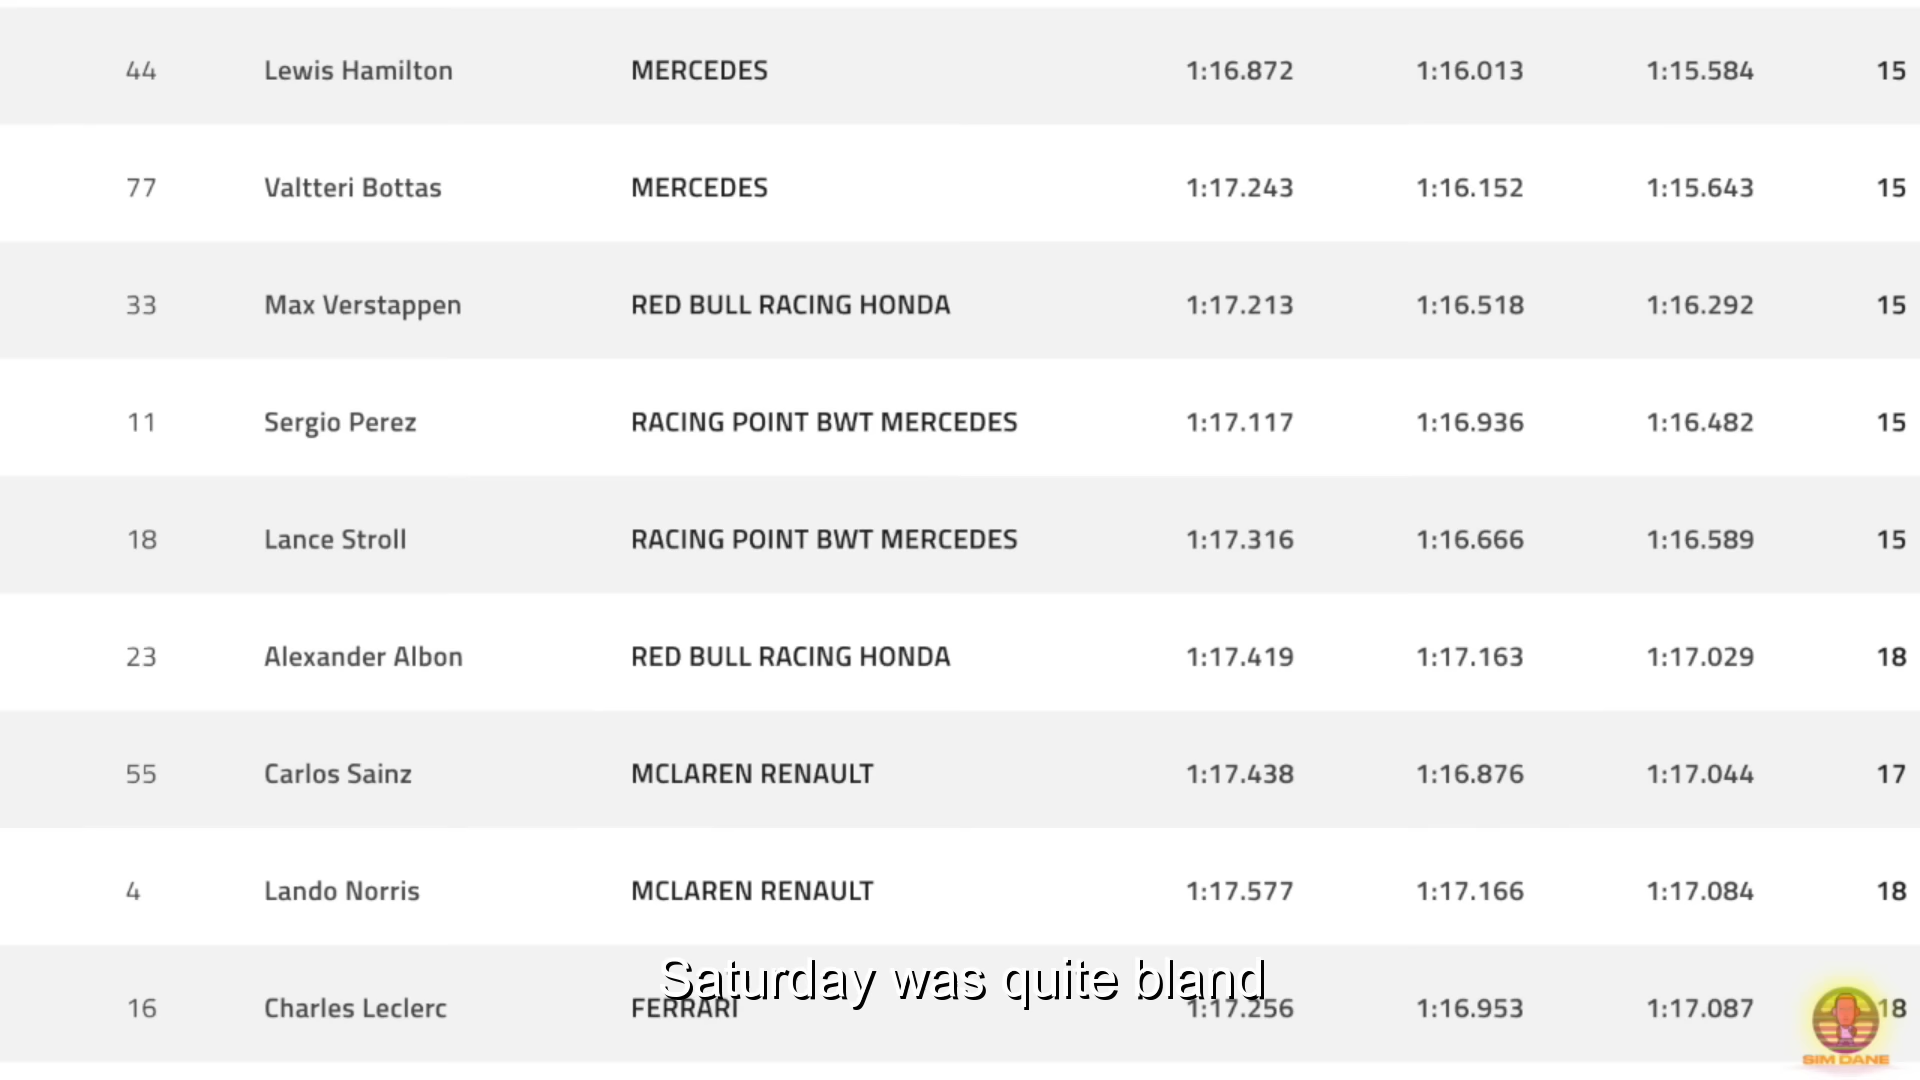 44 Lewis Hamilton MERCEDES 1:16.872 1:16.013 1:15.584 15
77 Valtteri Bottas MERCEDES 1:17.243 1:16.152 1:15.643 15
33 Max Verstappen RED BULL RACING HONDA 1:17.213 1:16.518 1:16.292 15
11 Sergio Perez RACING POINT BWT MERCEDES 1:17.117 1:16.936 1:16.482 15
18 Lance Stroll RACING POINT BWT MERCEDES 1:17.316 1:16.666 1:16.589 15
23 Alexander Albon RED BULL RACING HONDA 1:17.419 1:17.163 1:17.029 18
55 Carlos Sainz MCLAREN RENAULT 1:17.438 1:16.876 1:17.044 17
4 Lando Norris MCLAREN RENAULT 1:17.577 1:17.166 1:17.084 18
Saturday was quite bland
16 Charles Leclerc FERRARI 1:17.256 1:16.953 1:17.087 18
SIM DANE